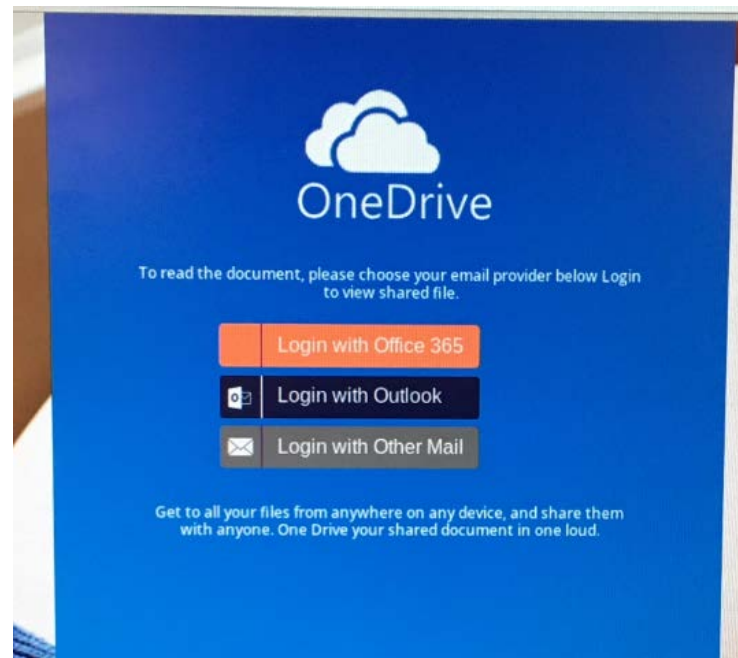 OneDrive
To read the document, please choose your email provider below Login
to view shared file.
Login with Office 365
Login with Outlook
Login with Other Mail
Get to all your files from anywhere on any device, and share them
with anyone. One Drive your shared document in one loud.